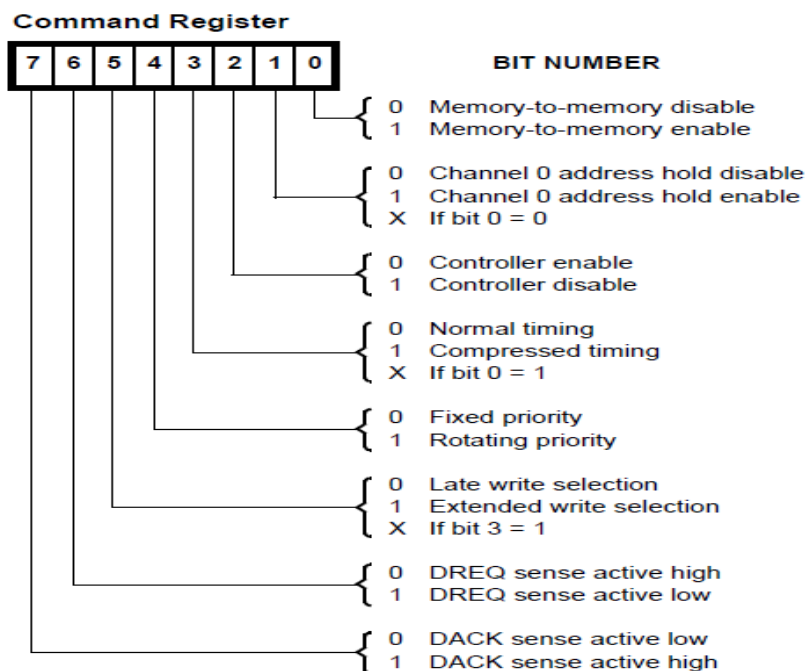 Command Register
7 6 5 4 3 2 1 0
BIT NUMBER
0 Memory-to-memory disable
1 Memory-to-memory enable
0 Channel 0 address hold disable
1 Channel 0 address hold enable
X If bit 0 = 0
0 Controller enable
1 Controller disable
0 Normal timing
1 Compressed timing
X If bit 0 = 1
0 Fixed priority
1 Rotating priority
0 Late write selection
1 Extended write selection
X If bit 3 = 1
0 DREQ sense active high
1 DREQ sense active low
0 DACK sense active low
1 DACK sense active high